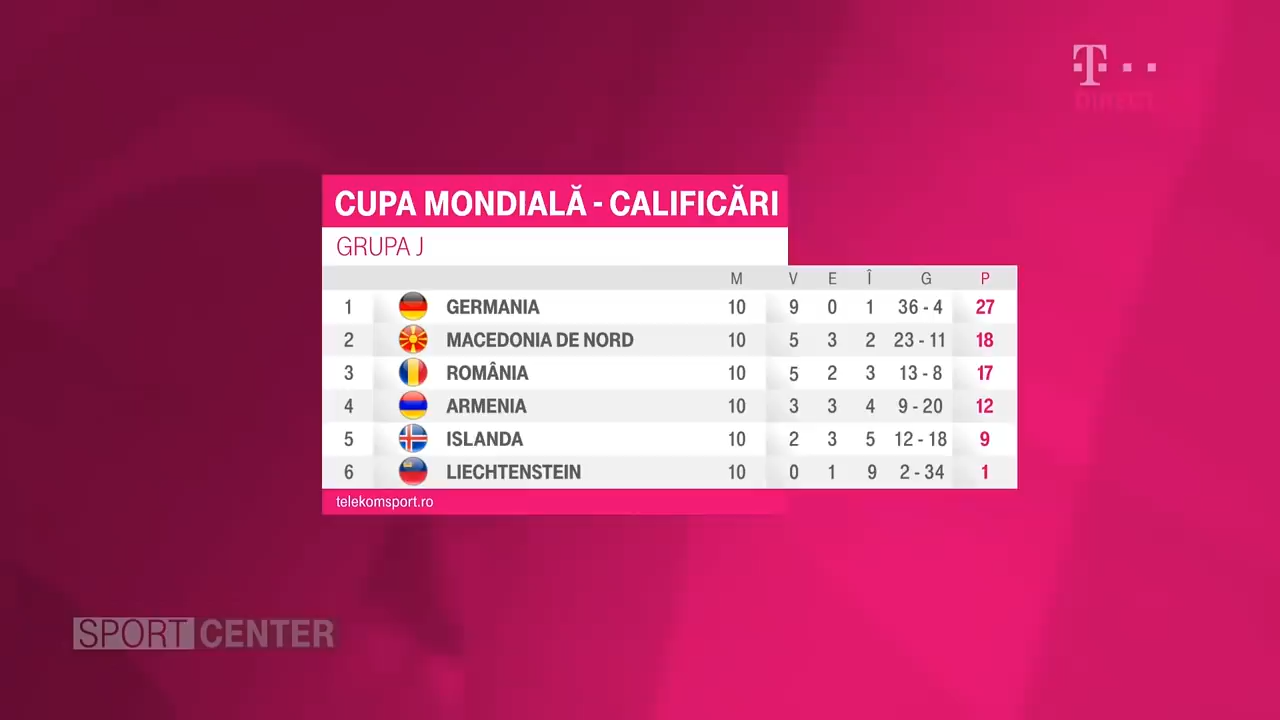 T
DIRECT
CUPA MONDIALĂ - CALIFICĂRI
GRUPA J
M V E Î G P
1 GERMANIA 10 9 0 1 36 - 4 27
2 MACEDONIA DE NORD 10 5 3 2 23 - 11 18
3 ROMÂNIA 10 5 2 3 13 - 8 17
4 ARMENIA 10 3 3 4 9 - 20 12
5 ISLANDA 10 2 3 5 12 - 18 9
6 LIECHTENSTEIN 10 0 1 9 2 - 34 1
telekomsport.ro
SPORT CENTER